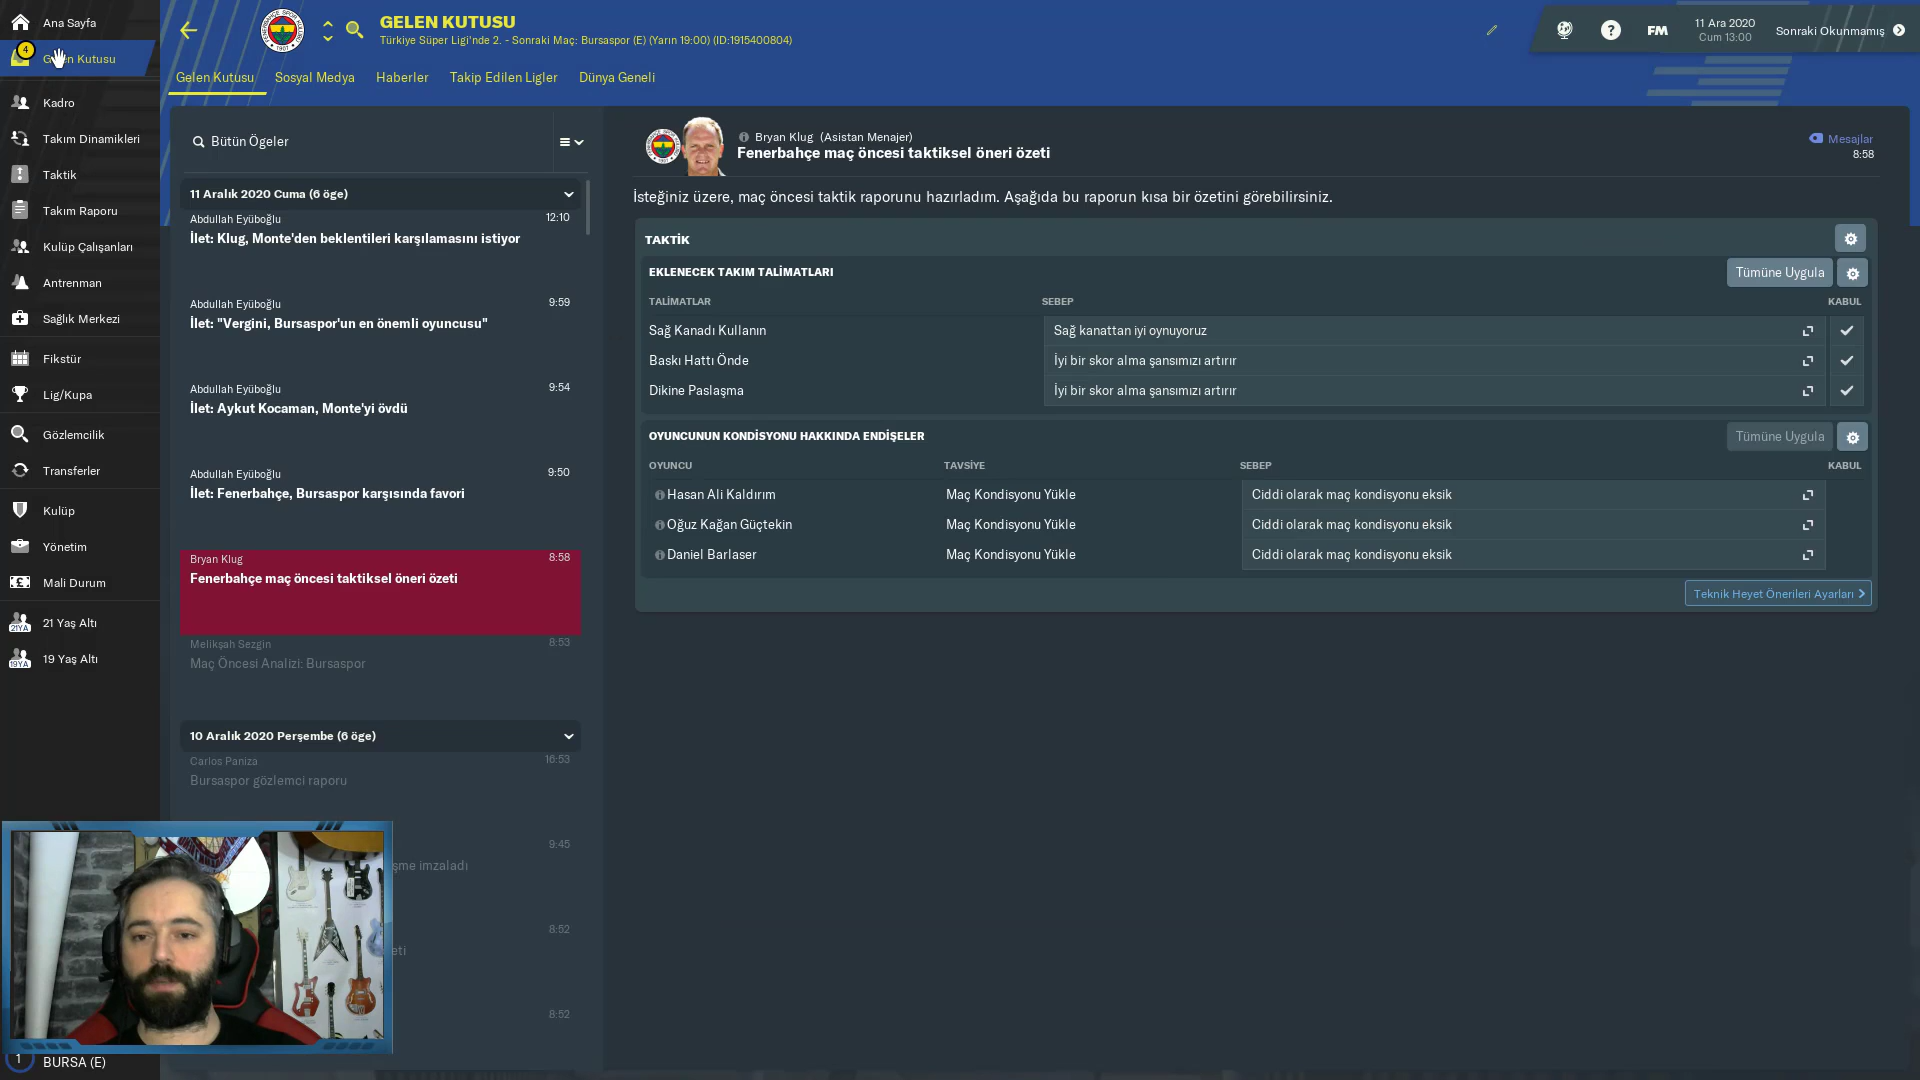 Ana Sayfa
4
Gelen Kutusu
Kadro
Takım Dinamikleri
Taktik
Takım Raporu
Kulüp Çalışanları
Antrenman
Sağlık Merkezi
Fikstür
Lig/Kupa
Gözlemcilik
Transferler
Kulüp
Yönetim
Mali Durum
21YA
21 Yaş Altı
19YA
19 Yaş Altı
1
BURSA (E)
GELEN KUTUSU
Türkiye Süper Ligi'nde 2. - Sonraki Maç: Bursaspor (E) (Yarın 19:00) (ID:1915400804)
FM
11 Ara 2020
Cum 13:00
Sonraki Okunmamış
Gelen Kutusu
Sosyal Medya
Haberler
Takip Edilen Ligler
Dünya Geneli
Bütün Ögeler
11 Aralık 2020 Cuma (6 öge)
Abdullah Eyüboğlu 12:10
İlet: Klug, Monte'den beklentileri karşılamasını istiyor
Abdullah Eyüboğlu 9:59
İlet: "Vergini, Bursaspor'un en önemli oyuncusu"
Abdullah Eyüboğlu 9:54
İlet: Aykut Kocaman, Monte'yi övdü
Abdullah Eyüboğlu 9:50
İlet: Fenerbahçe, Bursaspor karşısında favori
Bryan Klug 8:58
Fenerbahçe maç öncesi taktiksel öneri özeti
Melikşah Sezgin 8:53
Maç Öncesi Analizi: Bursaspor
10 Aralık 2020 Perşembe (6 öge)
Carlos Paniza 16:53
Bursaspor gözlemci raporu
9:45
şme imzaladı
8:52
eti
8:52
Bryan Klug (Asistan Menajer)
Fenerbahçe maç öncesi taktiksel öneri özeti
Mesajlar
8:58
İsteğiniz üzere, maç öncesi taktik raporunu hazırladım. Aşağıda bu raporun kısa bir özetini görebilirsiniz.
TAKTİK
EKLENECEK TAKIM TALİMATLARI
Tümüne Uygula
TALİMATLAR SEBEP KABUL
Sağ Kanadı Kullanın Sağ kanattan iyi oynuyoruz
Baskı Hattı Önde İyi bir skor alma şansımızı artırır
Dikine Paslaşma İyi bir skor alma şansımızı artırır
OYUNCUNUN KONDİSYONU HAKKINDA ENDİŞELER
Tümüne Uygula
OYUNCU TAVSİYE SEBEP KABUL
Hasan Ali Kaldırım Maç Kondisyonu Yükle Ciddi olarak maç kondisyonu eksik
Oğuz Kağan Güçtekin Maç Kondisyonu Yükle Ciddi olarak maç kondisyonu eksik
Daniel Barlaser Maç Kondisyonu Yükle Ciddi olarak maç kondisyonu eksik
Teknik Heyet Önerileri Ayarları